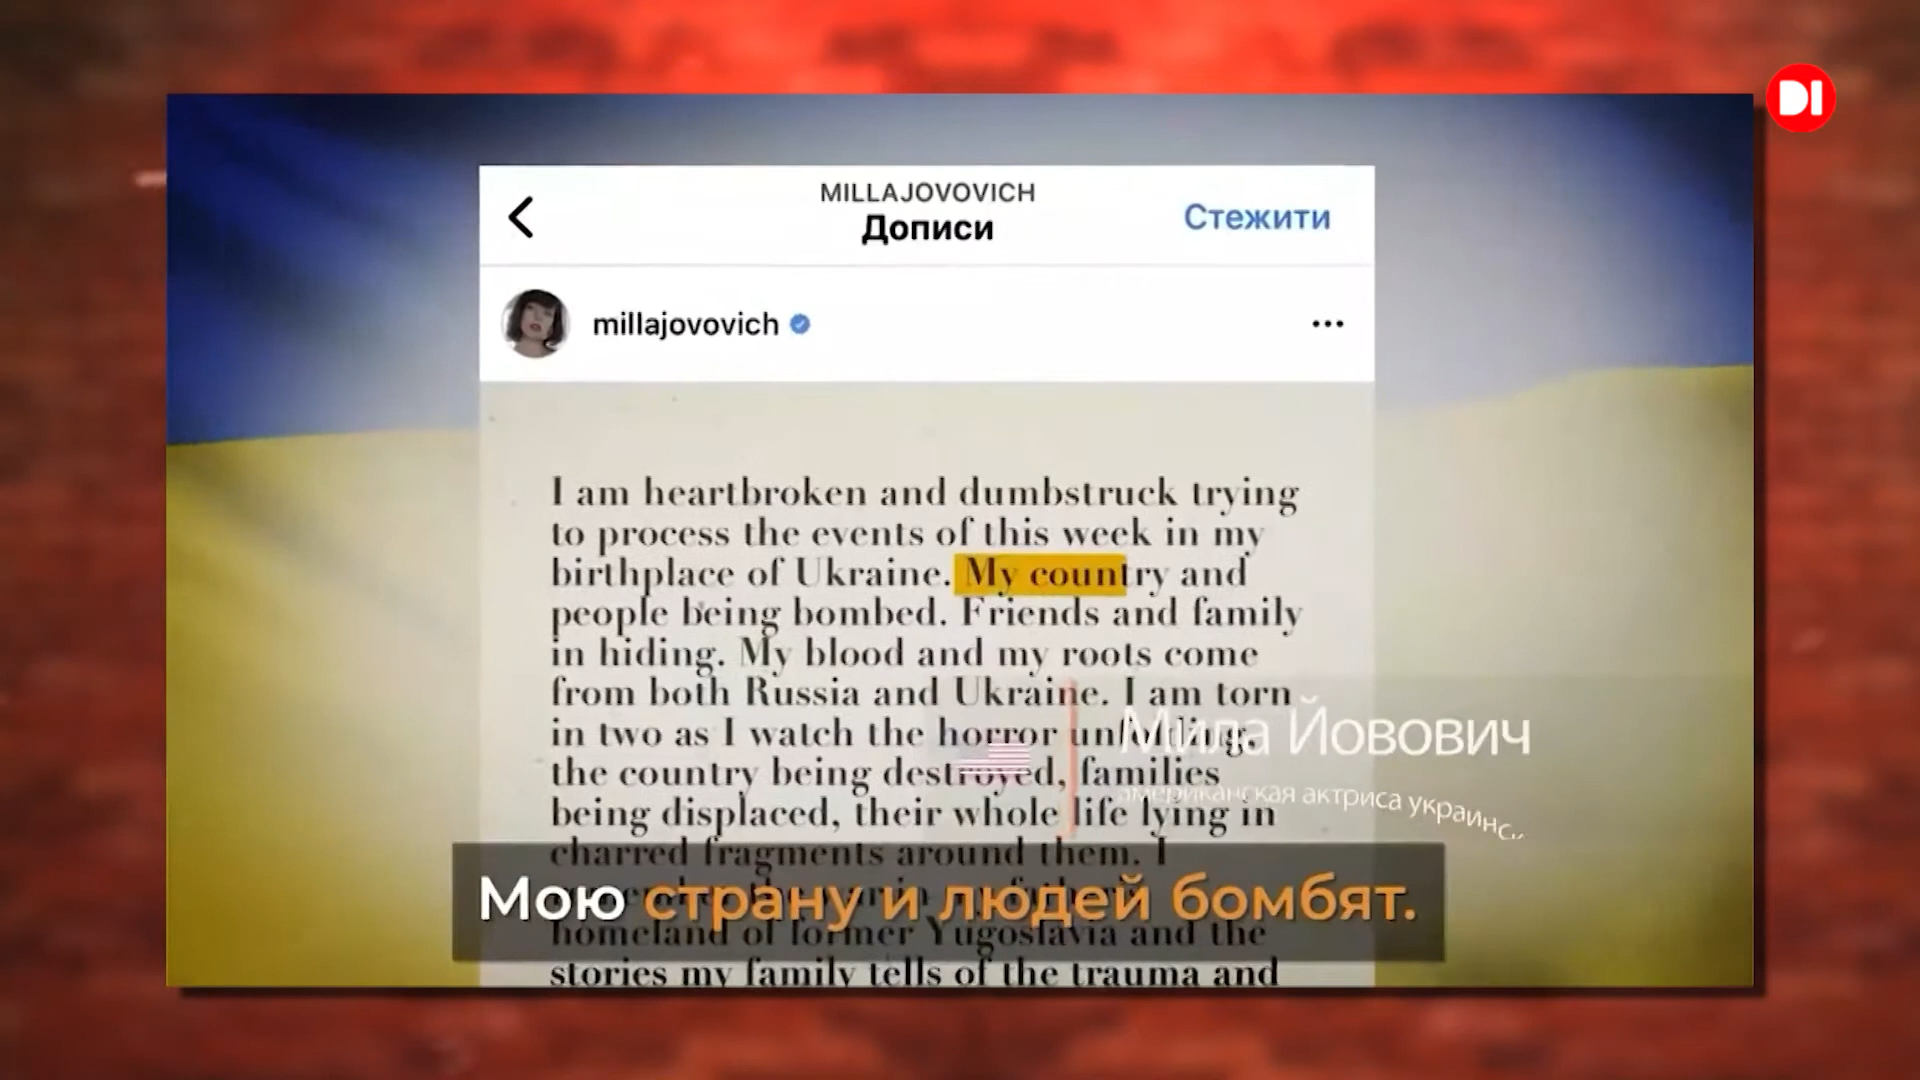 DI
MILLAJOVOVICH
Дописи
Стежити
millajovovich
I am heartbroken and dumbstruck trying
to process the events of this week in my
birthplace of Ukraine. My country and
people being bombed. Friends and family
in hiding. My blood and my roots come
from both Russia and Ukraine. I am torn
in two as I watch the horror unfolding,
the country being destroyed, families
being displaced, their whole life lying in
charred fragments around them. I
homeland of former Yugoslavia and the
stories my family tells of the trauma and
Мила Йовович
американская актриса
Мою страну и людей бомбят.